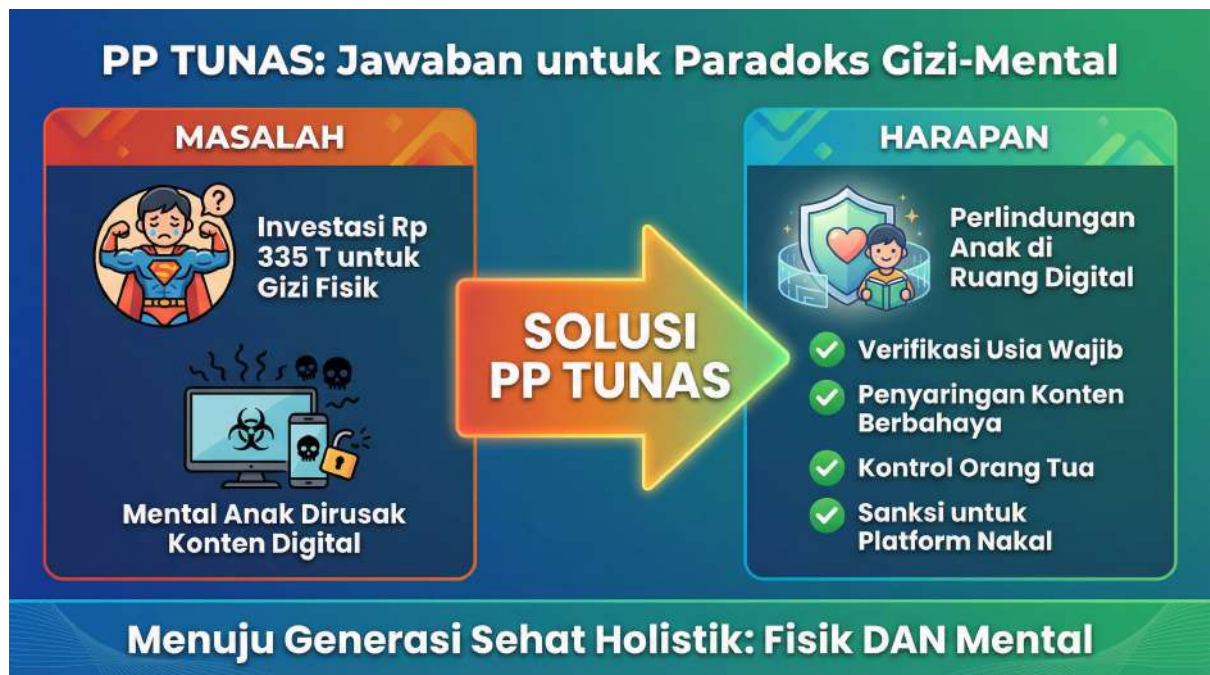 PP TUNAS: Jawaban untuk Paradoks Gizi-Mental
MASALAH
?
Investasi Rp
335 T untuk
Gizi Fisik
Mental Anak Dirusak
Konten Digital
SOLUSI
PP TUNAS
HARAPAN
Perlindungan
Anak di
Ruang Digital
Verifikasi Usia Wajib
Penyaringan Konten
Berbahaya
Kontrol Orang Tua
Sanksi untuk
Platform Nakal
Menuju Generasi Sehat Holistik: Fisik DAN Mental